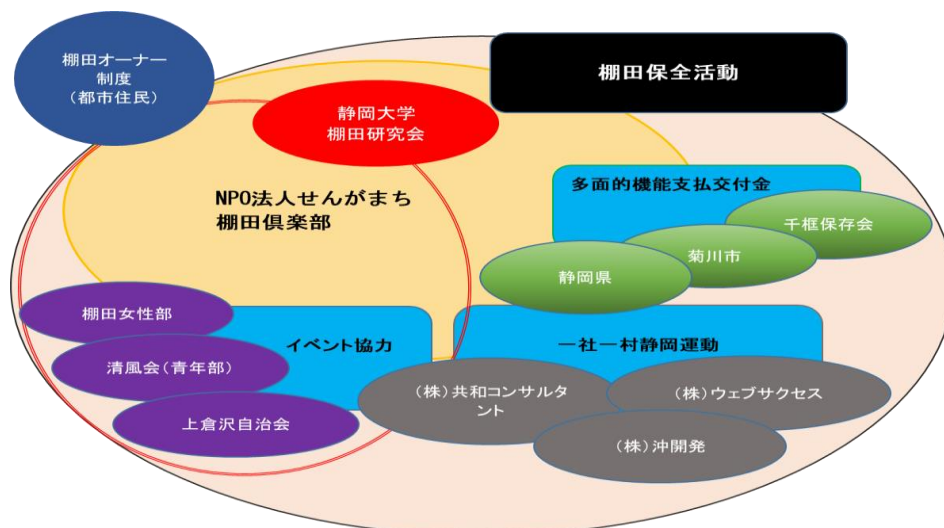 棚田オーナー
制度
（都市住民）
棚田保全活動
静岡大学
棚田研究会
NPO法人せんがまち
棚田倶楽部
多面的機能支払交付金
千框保存会
菊川市
静岡県
棚田女性部
イベント協力
清風会（青年部）
上倉沢自治会
一社一村静岡運動
（株）共和コンサルタ
ント
（株）ウェブサクセス
（株）沖開発